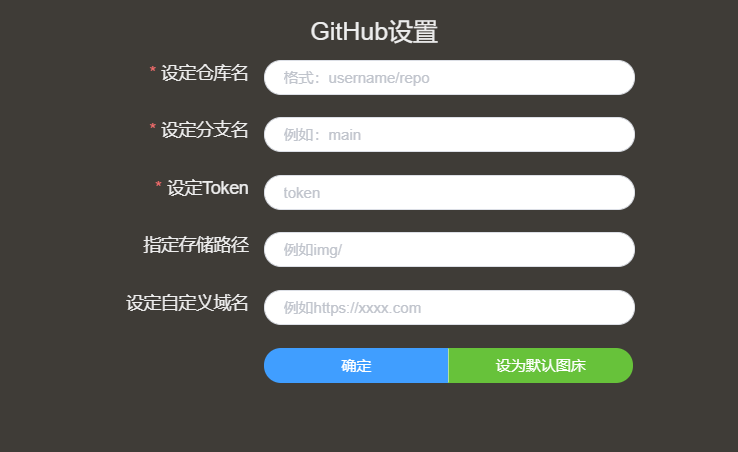 GitHub设置
* 设定仓库名 格式：username/repo
* 设定分支名 例如：main
* 设定Token token
指定存储路径 例如img/
设定自定义域名 例如https://xxxx.com
确定 设为默认图床